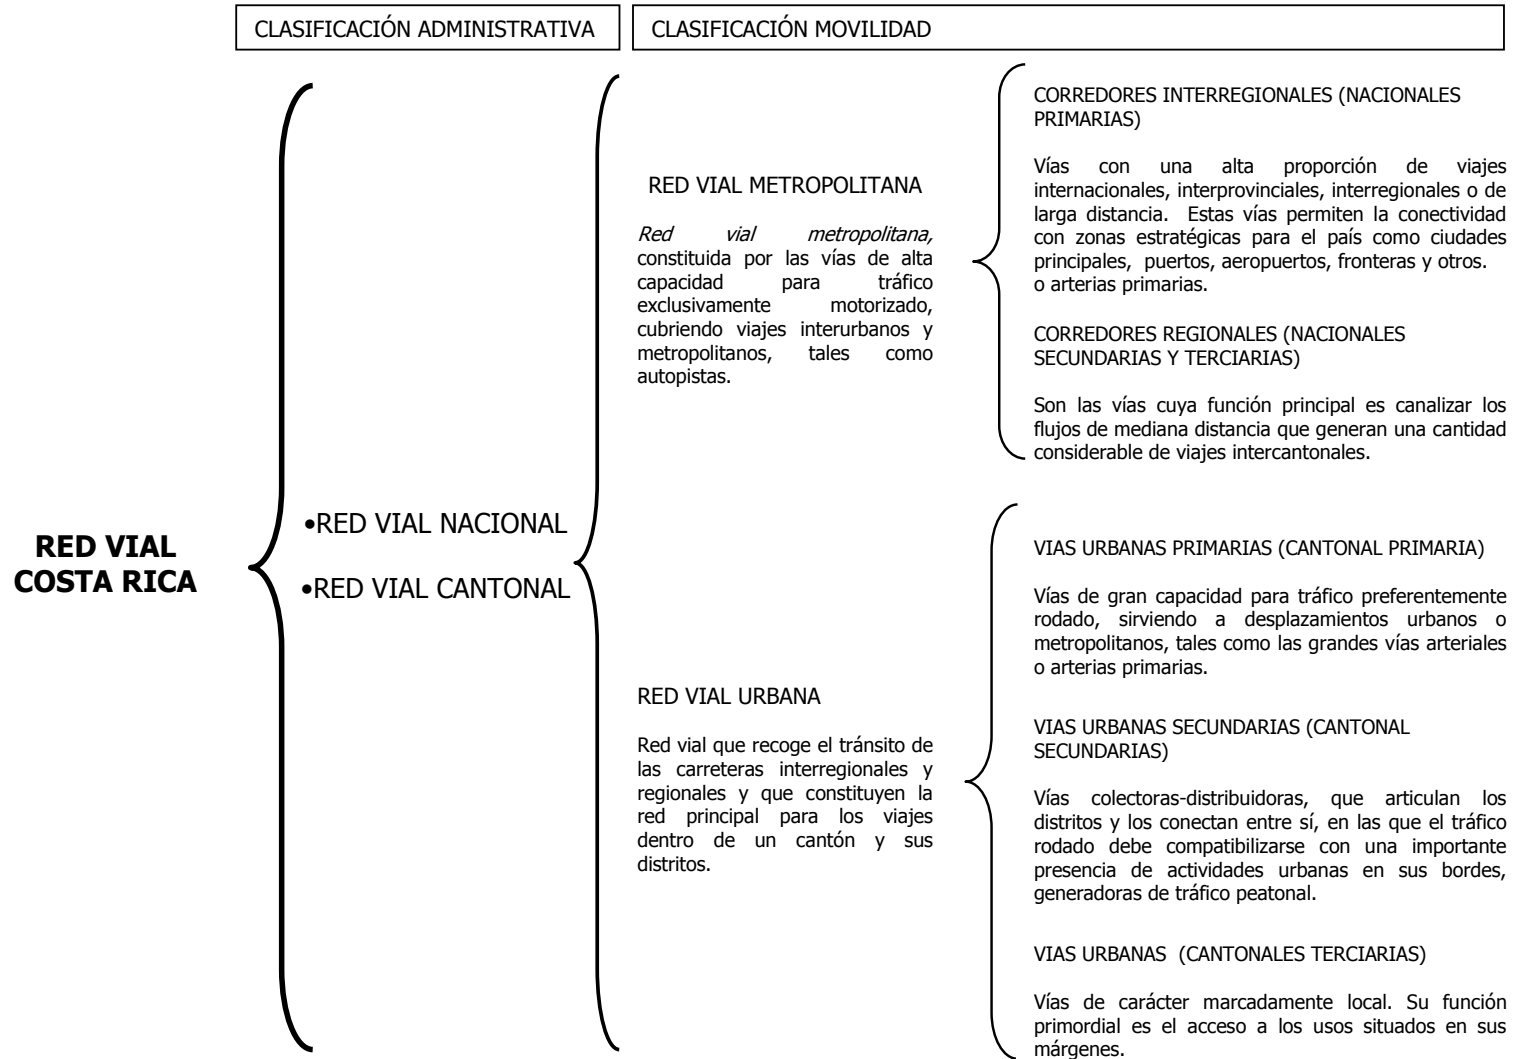 CLASIFICACIÓN ADMINISTRATIVA
CLASIFICACIÓN MOVILIDAD
RED VIAL
COSTA RICA
•RED VIAL NACIONAL
•RED VIAL CANTONAL
RED VIAL METROPOLITANA
Red vial metropolitana,
constituida por las vías de alta
capacidad para tráfico
exclusivamente motorizado,
cubriendo viajes interurbanos y
metropolitanos, tales como
autopistas.
CORREDORES INTERREGIONALES (NACIONALES
PRIMARIAS)
Vías con una alta proporción de viajes
internacionales, interprovinciales, interregionales o de
larga distancia. Estas vías permiten la conectividad
con zonas estratégicas para el país como ciudades
principales, puertos, aeropuertos, fronteras y otros.
o arterias primarias.
CORREDORES REGIONALES (NACIONALES
SECUNDARIAS Y TERCIARIAS)
Son las vías cuya función principal es canalizar los
flujos de mediana distancia que generan una cantidad
considerable de viajes intercantonales.
RED VIAL URBANA
Red vial que recoge el tránsito de
las carreteras interregionales y
regionales y que constituyen la
red principal para los viajes
dentro de un cantón y sus
distritos.
VIAS URBANAS PRIMARIAS (CANTONAL PRIMARIA)
Vías de gran capacidad para tráfico preferentemente
rodado, sirviendo a desplazamientos urbanos o
metropolitanos, tales como las grandes vías arteriales
o arterias primarias.
VIAS URBANAS SECUNDARIAS (CANTONAL
SECUNDARIAS)
Vías colectoras-distribuidoras, que articulan los
distritos y los conectan entre sí, en las que el tráfico
rodado debe compatibilizarse con una importante
presencia de actividades urbanas en sus bordes,
generadoras de tráfico peatonal.
VIAS URBANAS (CANTONALES TERCIARIAS)
Vías de carácter marcadamente local. Su función
primordial es el acceso a los usos situados en sus
márgenes.